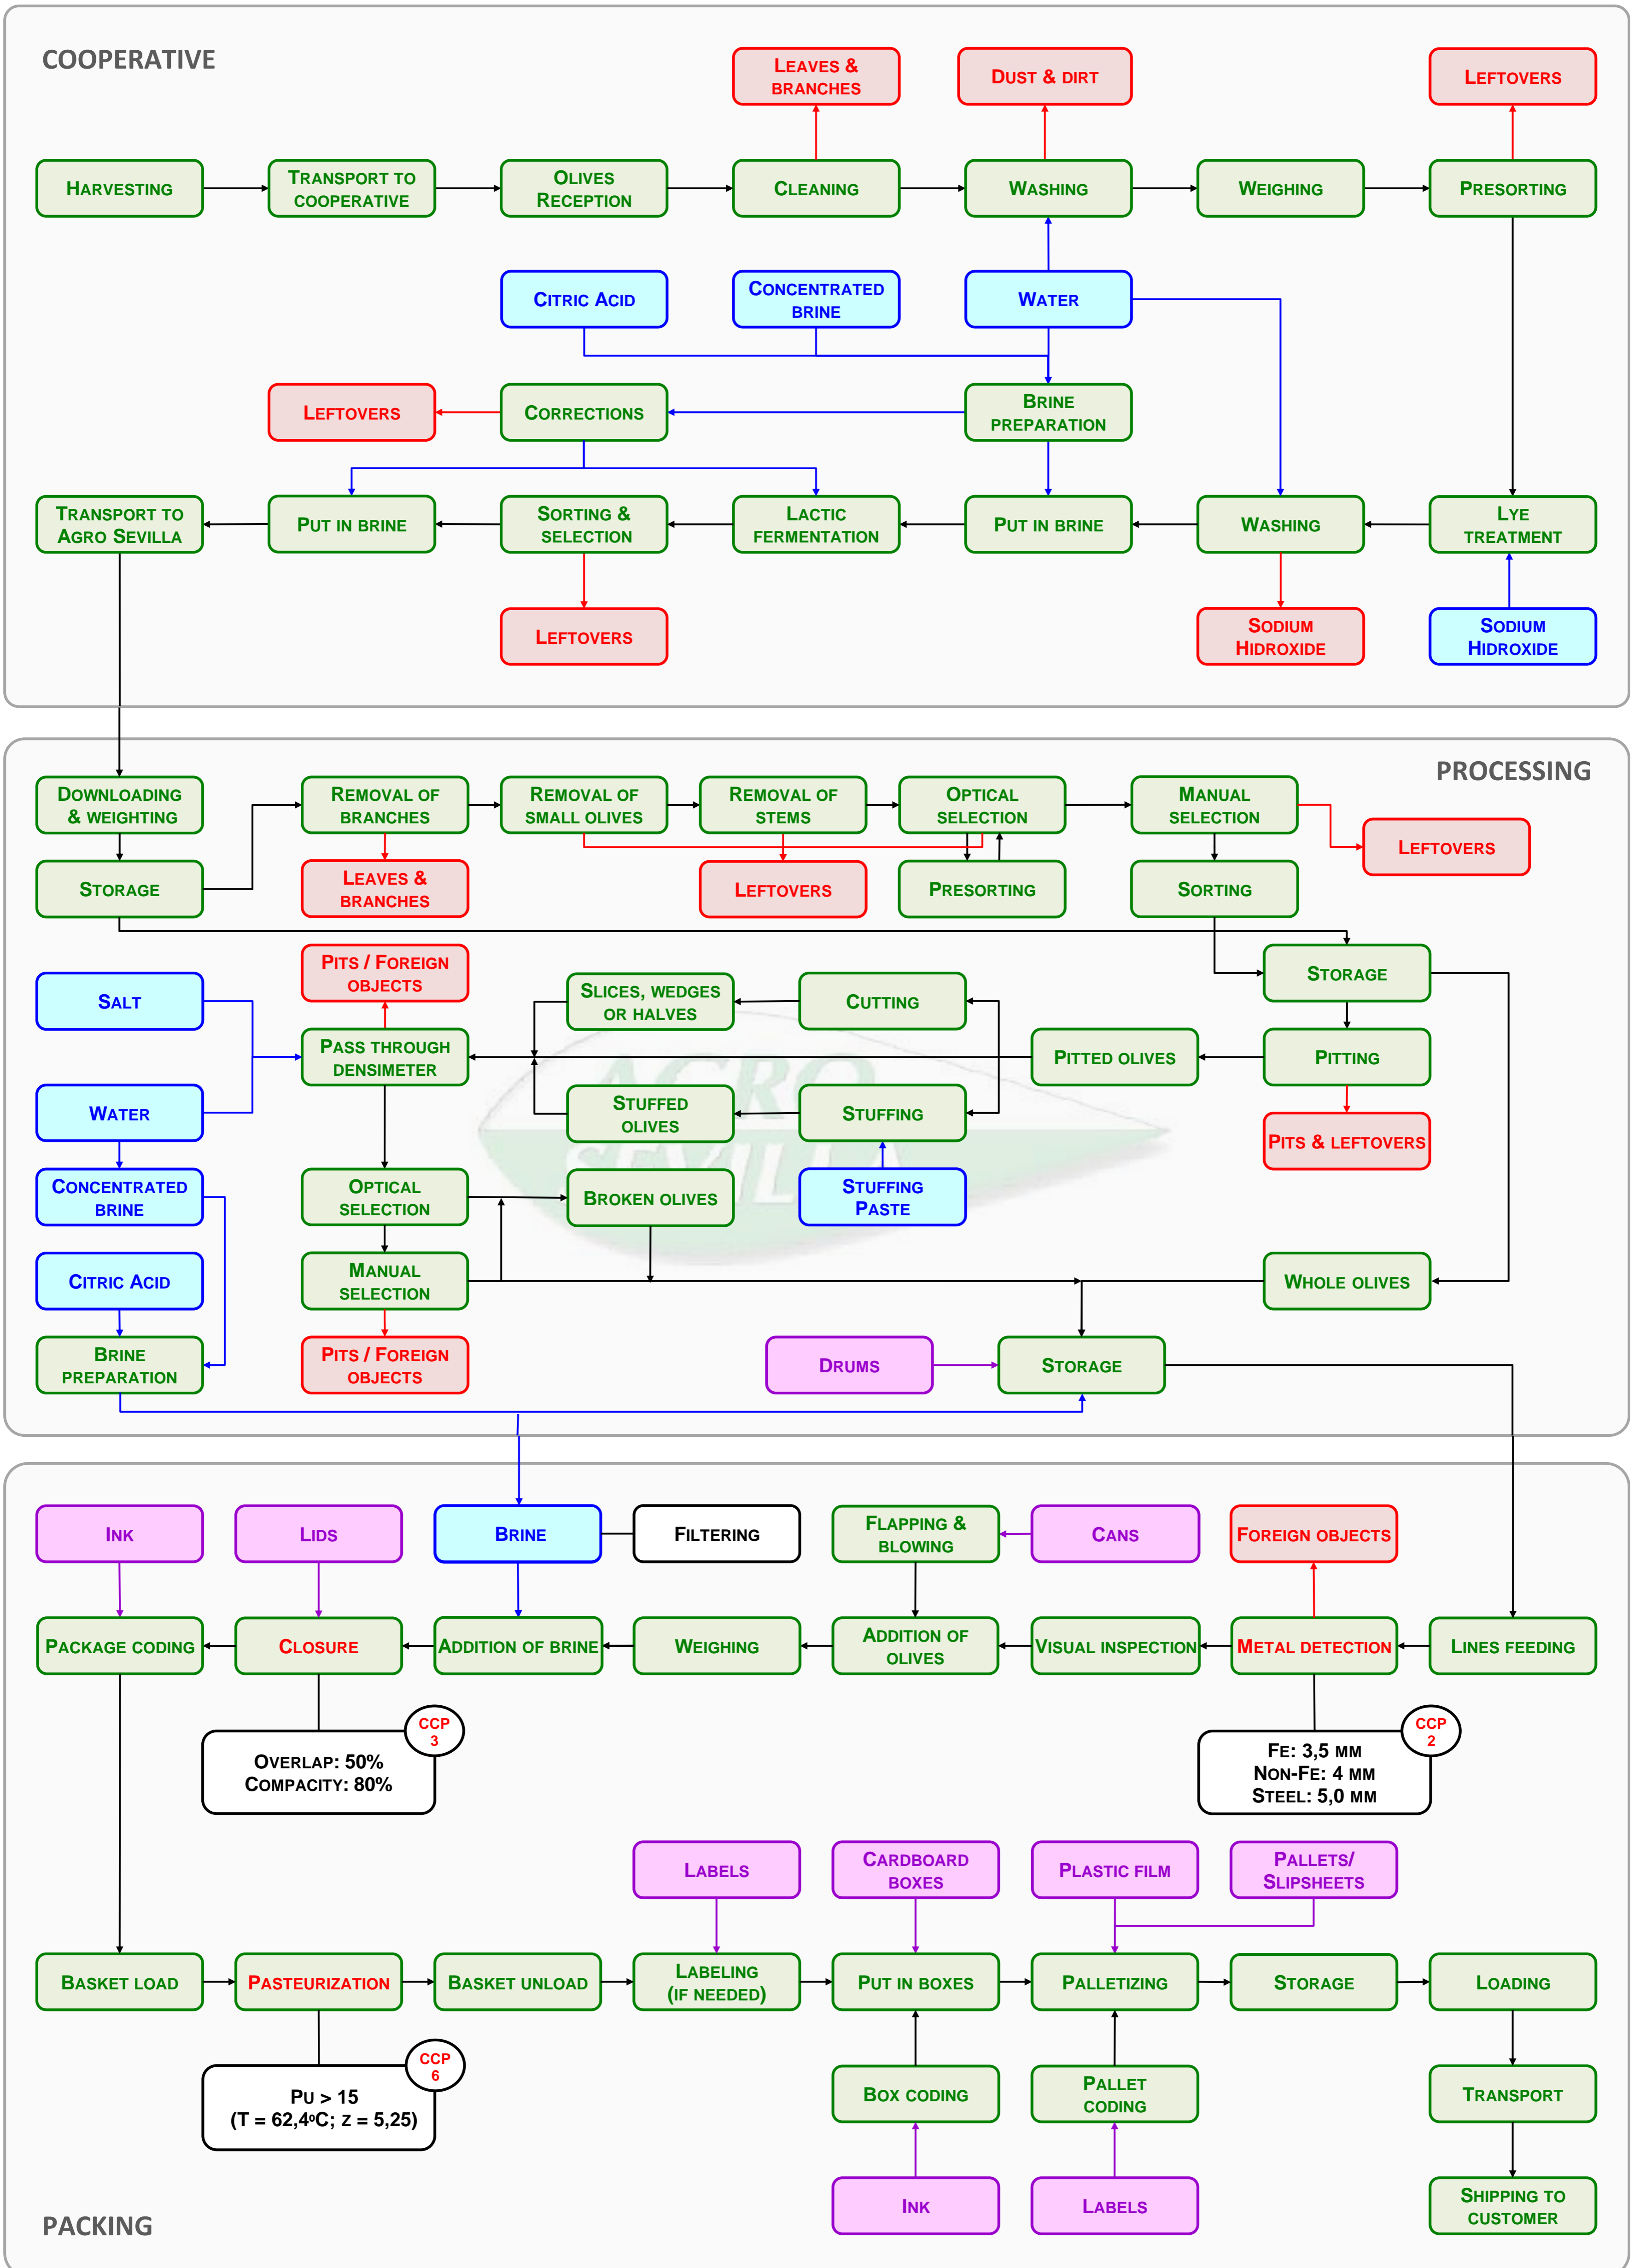 COOPERATIVE
LEAVES &
BRANCHES
DUST & DIRT
LEFTOVERS
HARVESTING
TRANSPORT TO
COOPERATIVE
OLIVES
RECEPTION
CLEANING
WASHING
WEIGHING
PRESORTING
CITRIC ACID
CONCENTRATED
BRINE
WATER
LEFTOVERS
CORRECTIONS
BRINE
PREPARATION
TRANSPORT TO
AGRO SEVILLA
PUT IN BRINE
SORTING &
SELECTION
LACTIC
FERMENTATION
PUT IN BRINE
WASHING
LYE
TREATMENT
LEFTOVERS
SODIUM
HIDROXIDE
SODIUM
HIDROXIDE
PROCESSING
DOWNLOADING
& WEIGHTING
REMOVAL OF
BRANCHES
REMOVAL OF
SMALL OLIVES
REMOVAL OF
STEMS
OPTICAL
SELECTION
MANUAL
SELECTION
LEFTOVERS
STORAGE
LEAVES &
BRANCHES
LEFTOVERS
PRESORTING
SORTING
PITS / FOREIGN
OBJECTS
STORAGE
SALT
SLICES, WEDGES
OR HALVES
CUTTING
PASS THROUGH
DENSIMETER
PITTED OLIVES
PITTING
AGRO
SEVILLA
WATER
STUFFED
OLIVES
STUFFING
PITS & LEFTOVERS
CONCENTRATED
BRINE
OPTICAL
SELECTION
BROKEN OLIVES
STUFFING
PASTE
CITRIC ACID
MANUAL
SELECTION
WHOLE OLIVES
BRINE
PREPARATION
PITS / FOREIGN
OBJECTS
DRUMS
STORAGE
INK
LIDS
BRINE
FILTERING
FLAPPING &
BLOWING
CANS
FOREIGN OBJECTS
PACKAGE CODING
CLOSURE
ADDITION OF BRINE
WEIGHING
ADDITION OF
OLIVES
VISUAL INSPECTION
METAL DETECTION
LINES FEEDING
CCP
3
OVERLAP: 50%
COMPACITY: 80%
CCP
2
FE: 3,5 MM
NON-FE: 4 MM
STEEL: 5,0 MM
LABELS
CARDBOARD
BOXES
PLASTIC FILM
PALLETS/
SLIPSHEETS
BASKET LOAD
PASTEURIZATION
BASKET UNLOAD
LABELING
(IF NEEDED)
PUT IN BOXES
PALLETIZING
STORAGE
LOADING
CCP
6
PU > 15
(T = 62,4ºC; Z = 5,25)
BOX CODING
PALLET
CODING
TRANSPORT
INK
LABELS
SHIPPING TO
CUSTOMER
PACKING